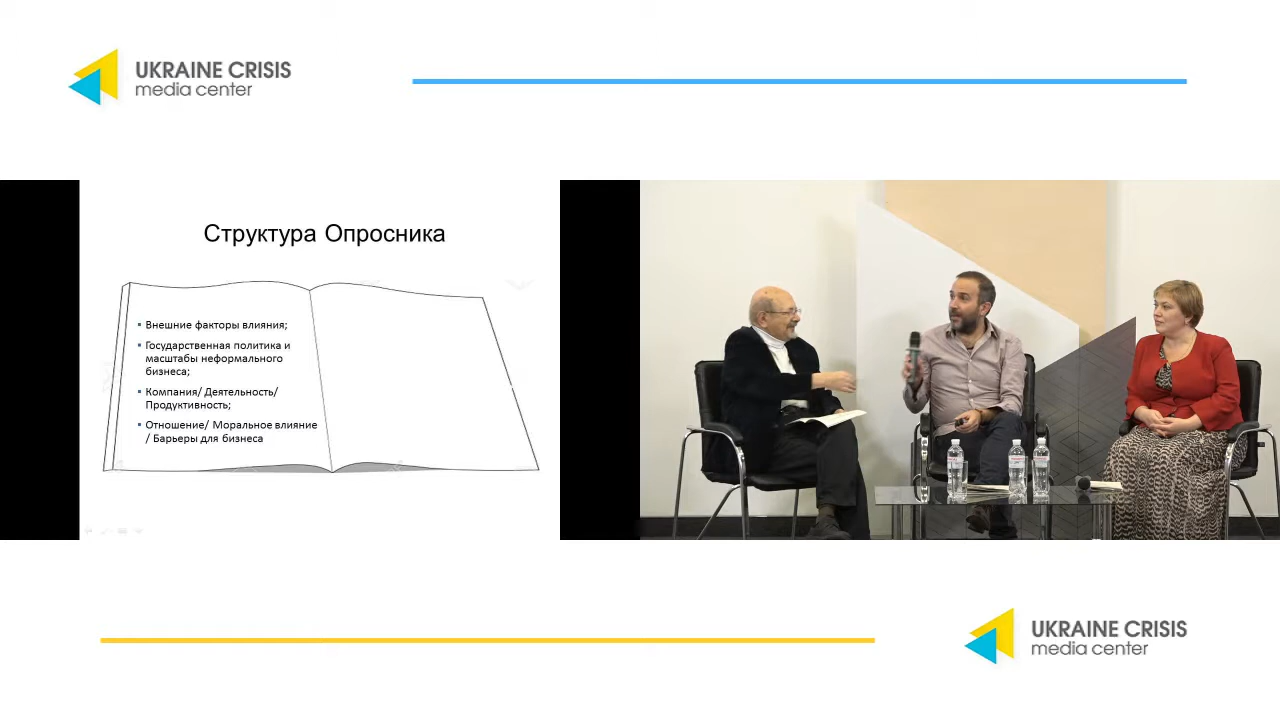 UKRAINE CRISIS
media center
Структура Опросника
▪ Внешние факторы влияния;
▪ Государственная политика и
масштабы неформального
бизнеса;
▪ Компания/ Деятельность/
Продуктивность;
▪ Отношение/ Моральное влияние
/ Барьеры для бизнеса
UKRAINE CRISIS
media center